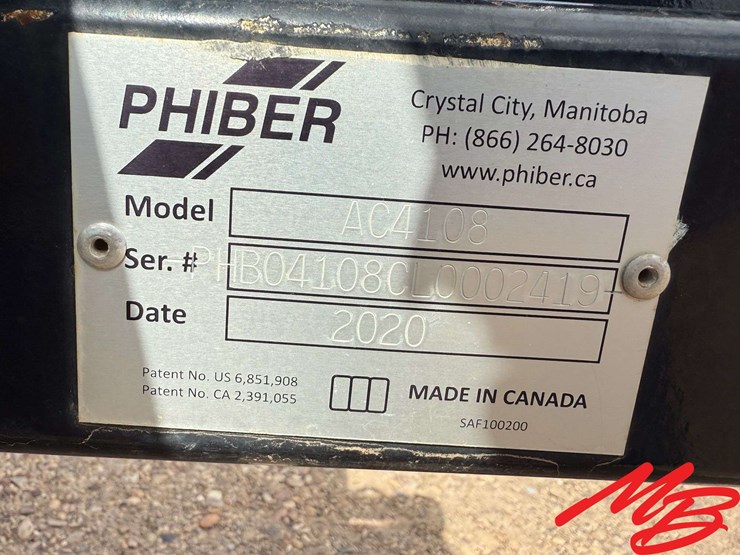 PHIBER
Crystal City, Manitoba
PH: (866) 264-8030
www.phiber.ca
Model AC4108
Ser. # -PHB04108CL0002419-
Date 2020
Patent No. US 6,851,908
Patent No. CA 2,391,055
MADE IN CANADA
SAF100200
MB